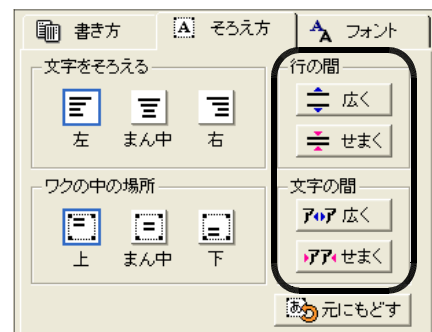 書き方 そろえ方 フォント
文字をそろえる
左 まん中 右
行の間
広く
せまく
ワクの中の場所
上 まん中 下
文字の間
アア 広く
アア せまく
元にもどす